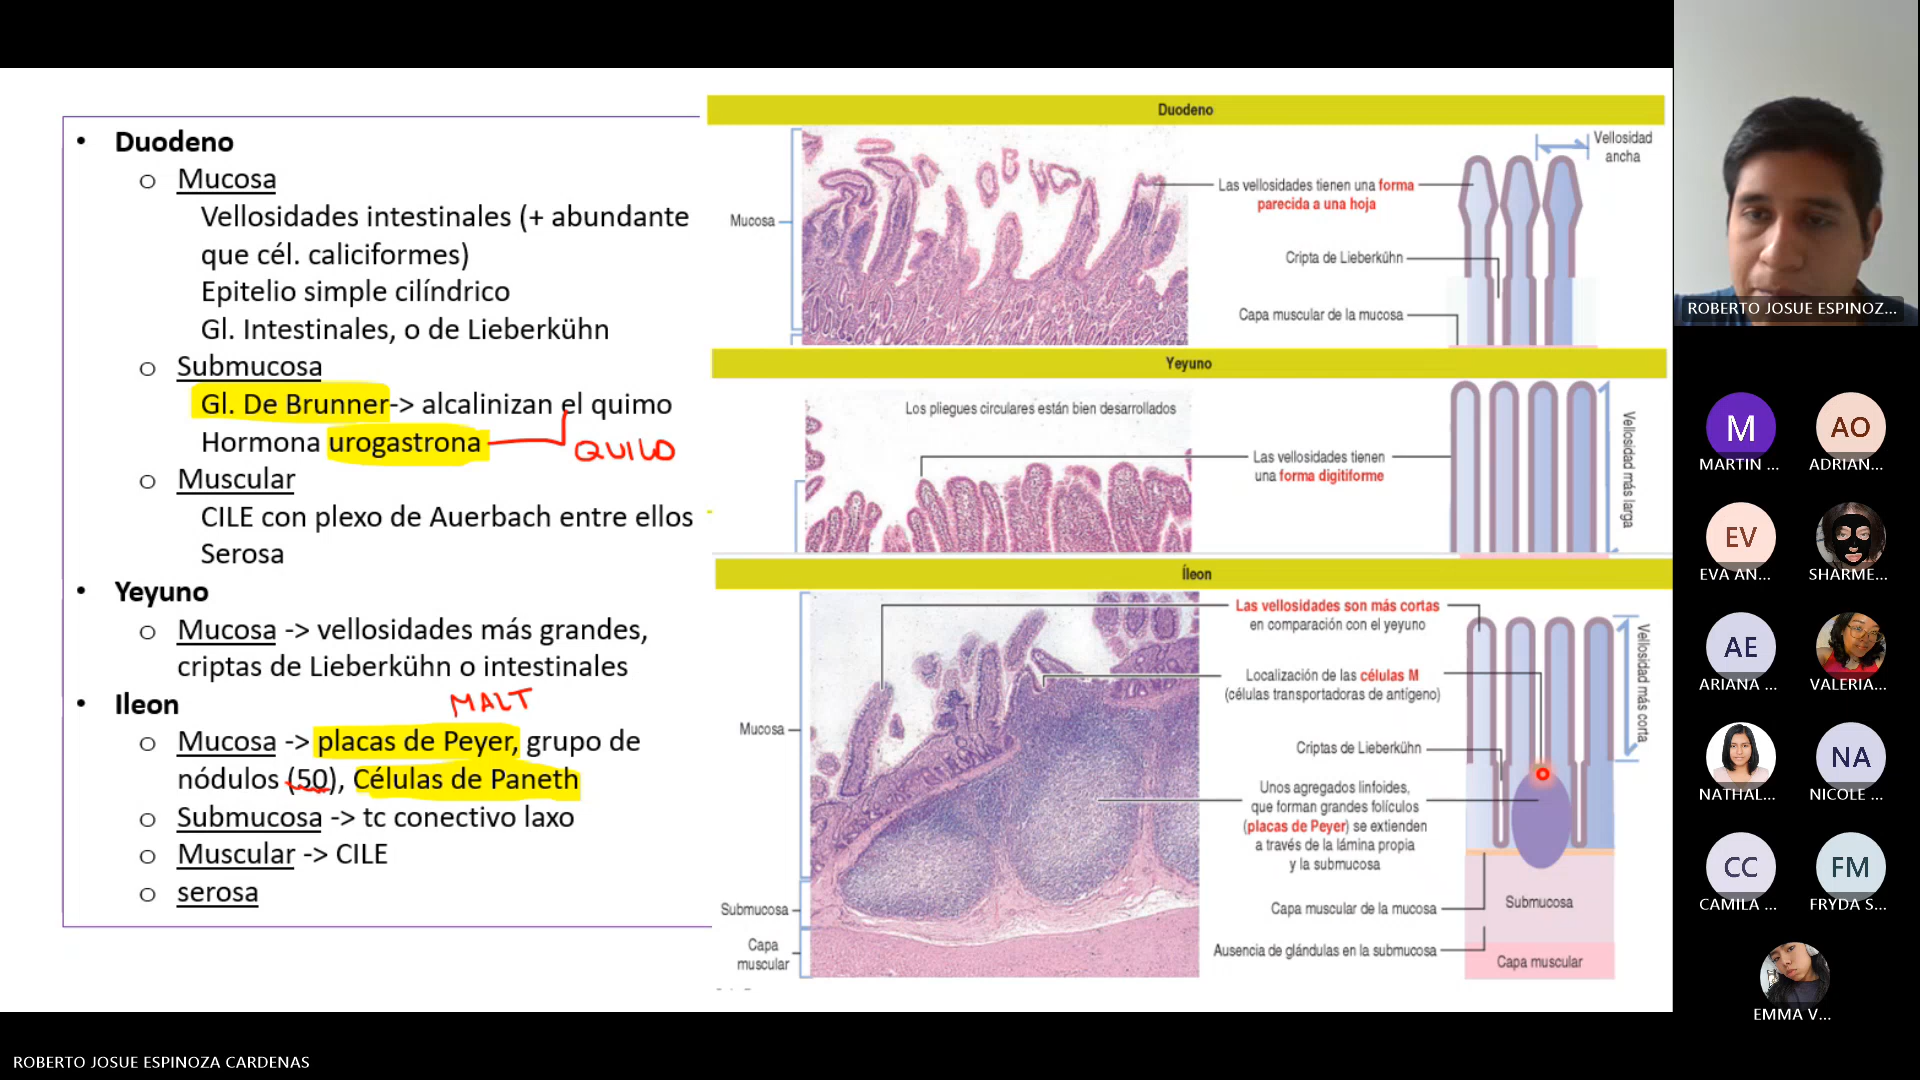 • Duodeno
o Mucosa
Vellosidades intestinales (+ abundante
que cél. caliciformes)
Epitelio simple cilíndrico
Gl. Intestinales, o de Lieberkühn
o Submucosa
Gl. De Brunner-> alcalinizan el quimo
Hormona urogastrona
QUILO
o Muscular
CILE con plexo de Auerbach entre ellos
Serosa
• Yeyuno
o Mucosa -> vellosidades más grandes,
criptas de Lieberkühn o intestinales
• Ileon
MALT
o Mucosa -> placas de Peyer, grupo de
nódulos (50), Células de Paneth
o Submucosa -> tc conectivo laxo
o Muscular -> CILE
o serosa
Duodeno
Mucosa
Vellosidad
ancha
Las vellosidades tienen una forma
parecida a una hoja
Cripta de Lieberkühn
Capa muscular de la mucosa
Yeyuno
Los pliegues circulares están bien desarrollados
Las vellosidades tienen
una forma digitiforme
Vellosidad más larga
Íleon
Mucosa
Submucosa
Capa
muscular
Las vellosidades son más cortas
en comparación con el yeyuno
Localización de las células M
(células transportadoras de antígeno)
Criptas de Lieberkühn
Unos agregados linfoides,
que forman grandes folículos
(placas de Peyer) se extienden
a través de la lámina propia
y la submucosa
Capa muscular de la mucosa
Ausencia de glándulas en la submucosa
Vellosidad más corta
Submucosa
Capa muscular
ROBERTO JOSUE ESPINOZ...
M
MARTIN ...
AO
ADRIAN...
EV
EVA AN...
SHARME...
AE
ARIANA ...
VALERIA...
NATHAL...
NA
NICOLE ...
CC
CAMILA ...
FM
FRYDA S...
EMMA V...
ROBERTO JOSUE ESPINOZA CARDENAS